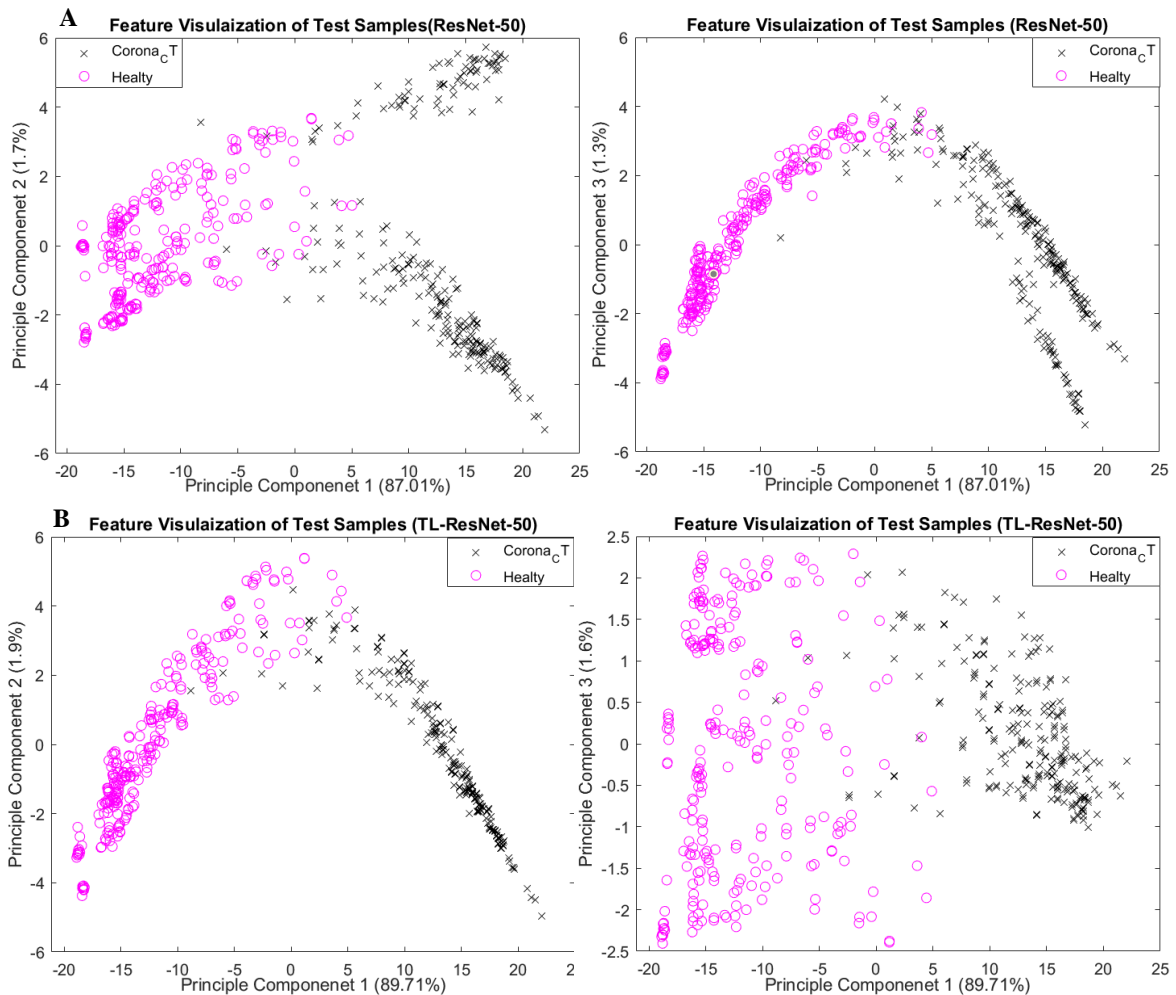 A
Feature Visulaization of Test Samples(ResNet-50)
6
4
2
0
-2
-4
-6
Principle Componenet 2 (1.7%)
Corona_CT
Healty
-20 -15 -10 -5 0 5 10 15 20 25
Principle Componenet 1 (87.01%)
Feature Visulaization of Test Samples (ResNet-50)
6
4
2
0
-2
-4
-6
Principle Componenet 3 (1.3%)
Corona_CT
Healty
-20 -15 -10 -5 0 5 10 15 20 25
Principle Componenet 1 (87.01%)
B
Feature Visulaization of Test Samples (TL-ResNet-50)
6
4
2
0
-2
-4
-6
Principle Componenet 2 (1.9%)
Corona_CT
Healty
-20 -15 -10 -5 0 5 10 15 20 2
Principle Componenet 1 (89.71%)
Feature Visulaization of Test Samples (TL-ResNet-50)
2.5
2
1.5
1
0.5
0
-0.5
-1
-1.5
-2
-2.5
Principle Componenet 3 (1.6%)
Corona_CT
Healty
-20 -15 -10 -5 0 5 10 15 20 25
Principle Componenet 1 (89.71%)